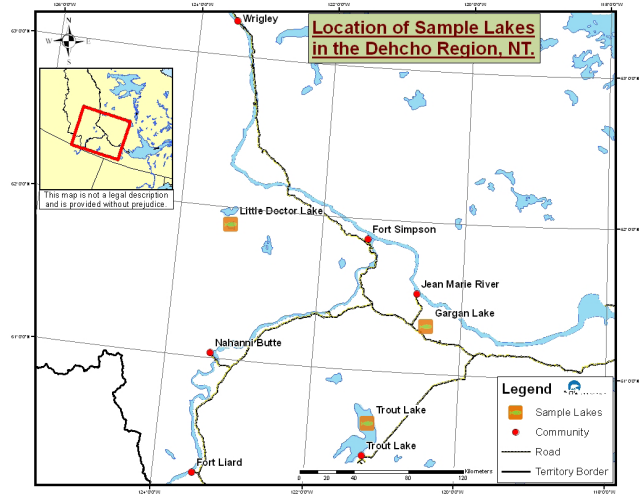 Location of Sample Lakes
in the Dehcho Region, NT.
Wrigley
N
W
E
S
This map is not a legal description
and is provided without prejudice.
Little Doctor Lake
Fort Simpson
Jean Marie River
Gargan Lake
Nahanni Butte
Trout Lake
Trout Lake
Fort Liard
Legend
Sample Lakes
Community
Road
Territory Border
0 20 40 80 120
Kilometers